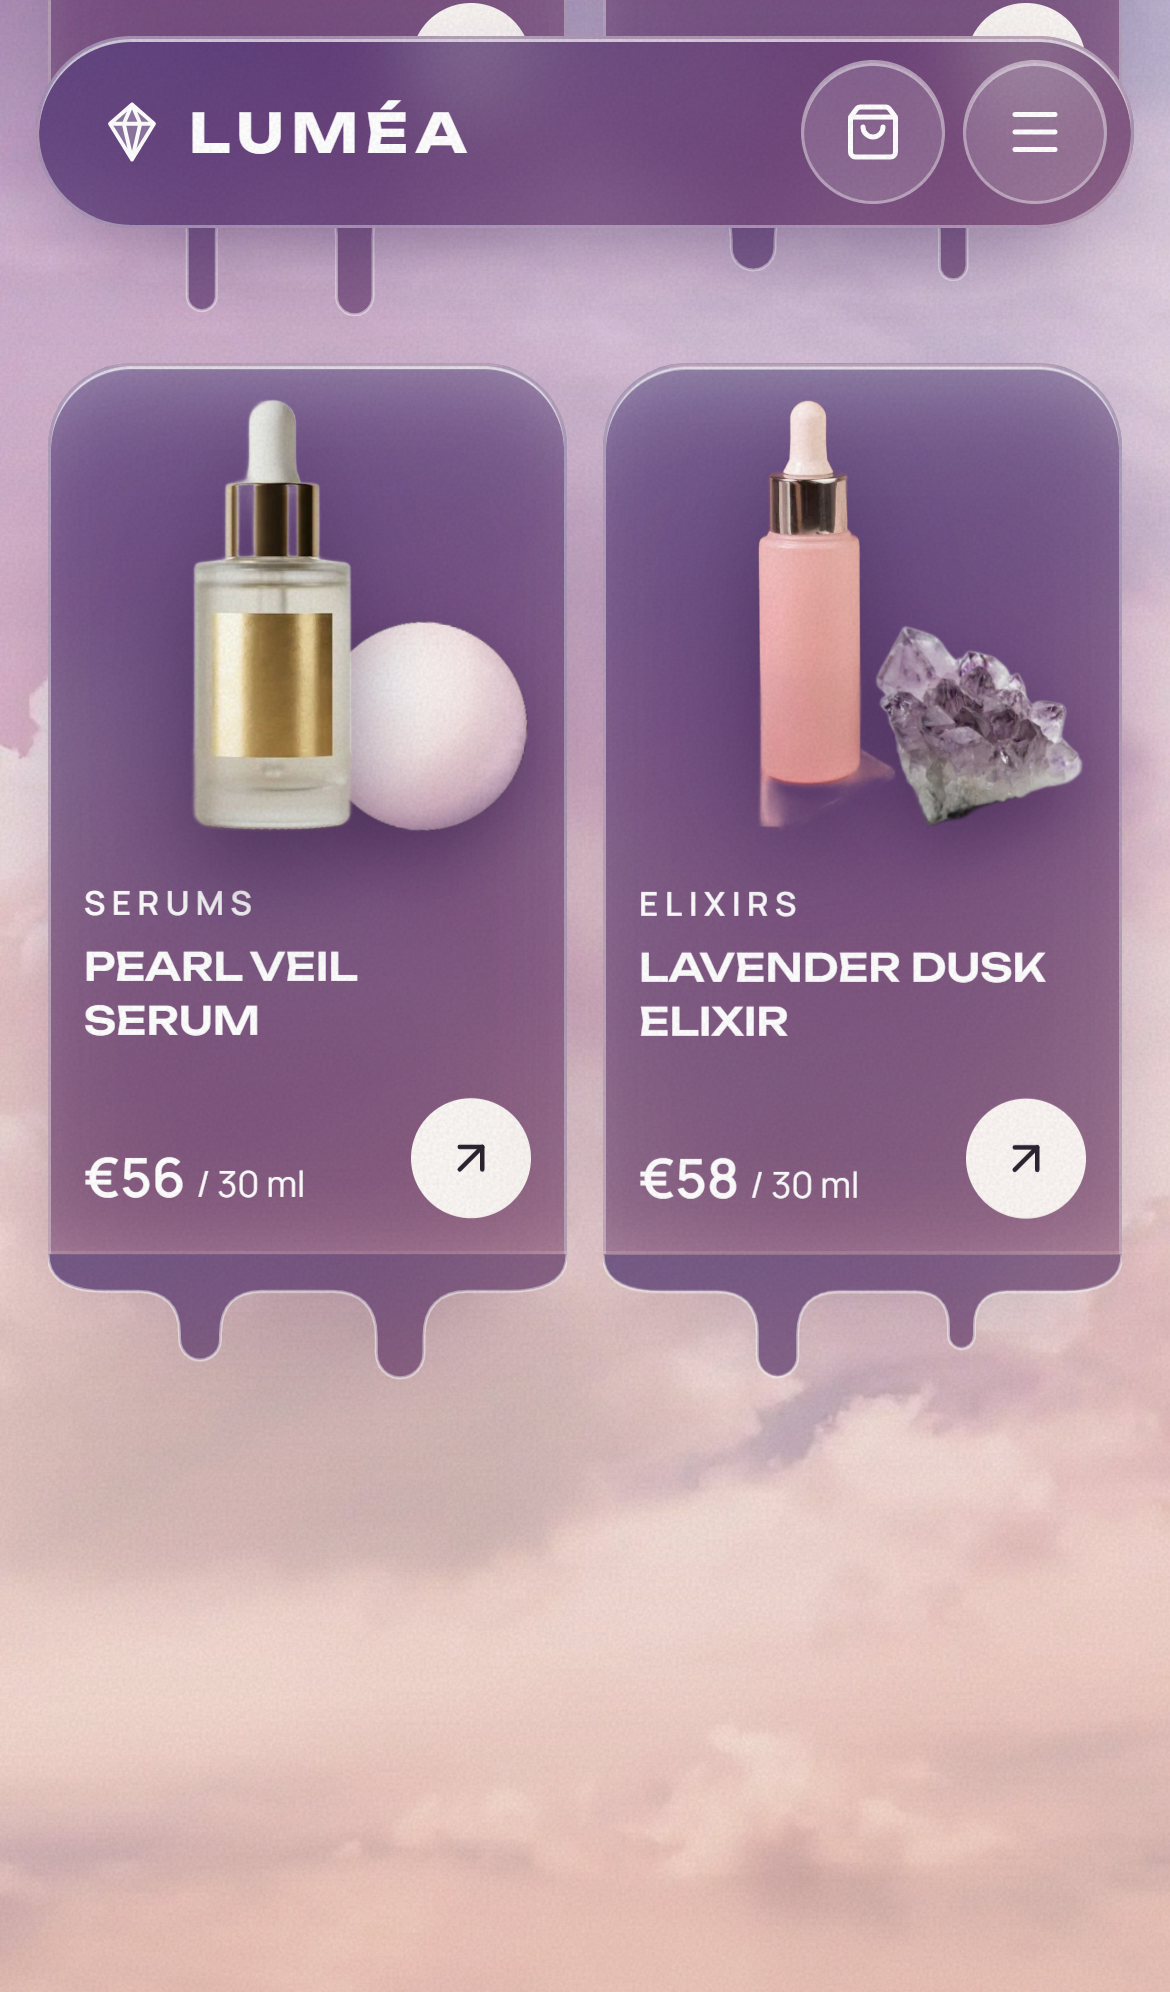 LUMÉA
SERUMS
PEARL VEIL
SERUM
€56 / 30 ml
ELIXIRS
LAVENDER DUSK
ELIXIR
€58 / 30 ml